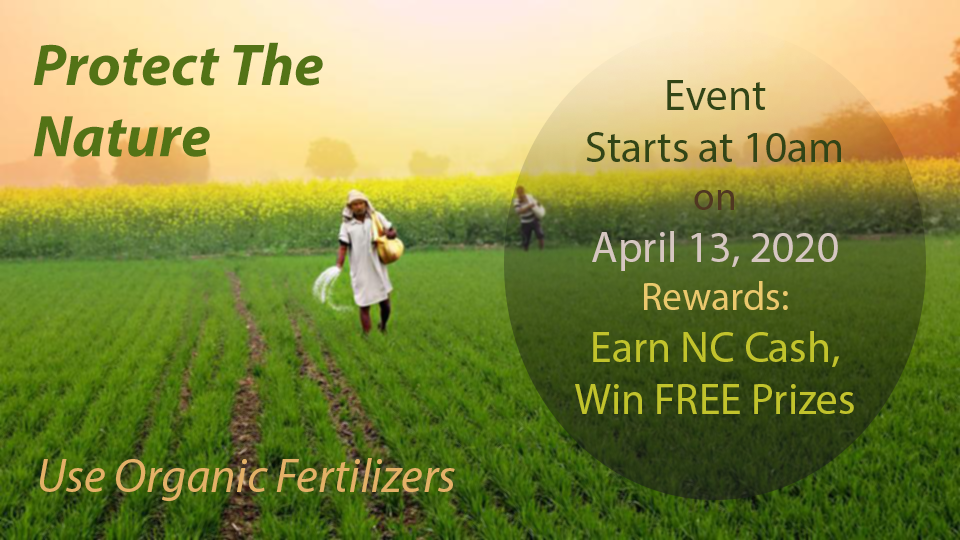 Protect The
Nature
Event
Starts at 10am
on
April 13, 2020
Rewards:
Earn NC Cash,
Win FREE Prizes
Use Organic Fertilizers